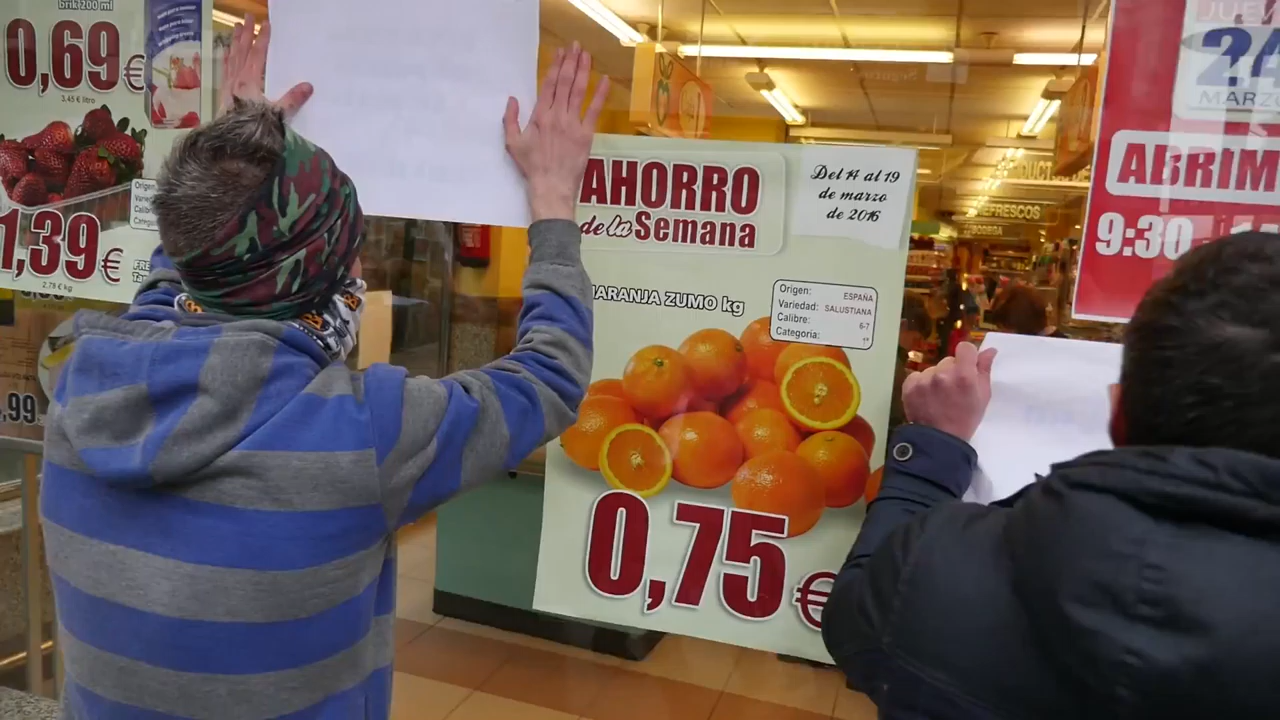 brik 200 ml
0,69€
3,45 € litro
1,39€
2,78 € kg
,99
AHORRO
de la Semana
Del 14 al 19
de marzo
de 2016
NARANJA ZUMO kg
Origen: ESPAÑA
Variedad: SALUSTIANA
Calibre: 6-7
Categoría: 1ª
0,75€
REFRESCOS
JUEV
24
MARZO
ABRIM
9:30